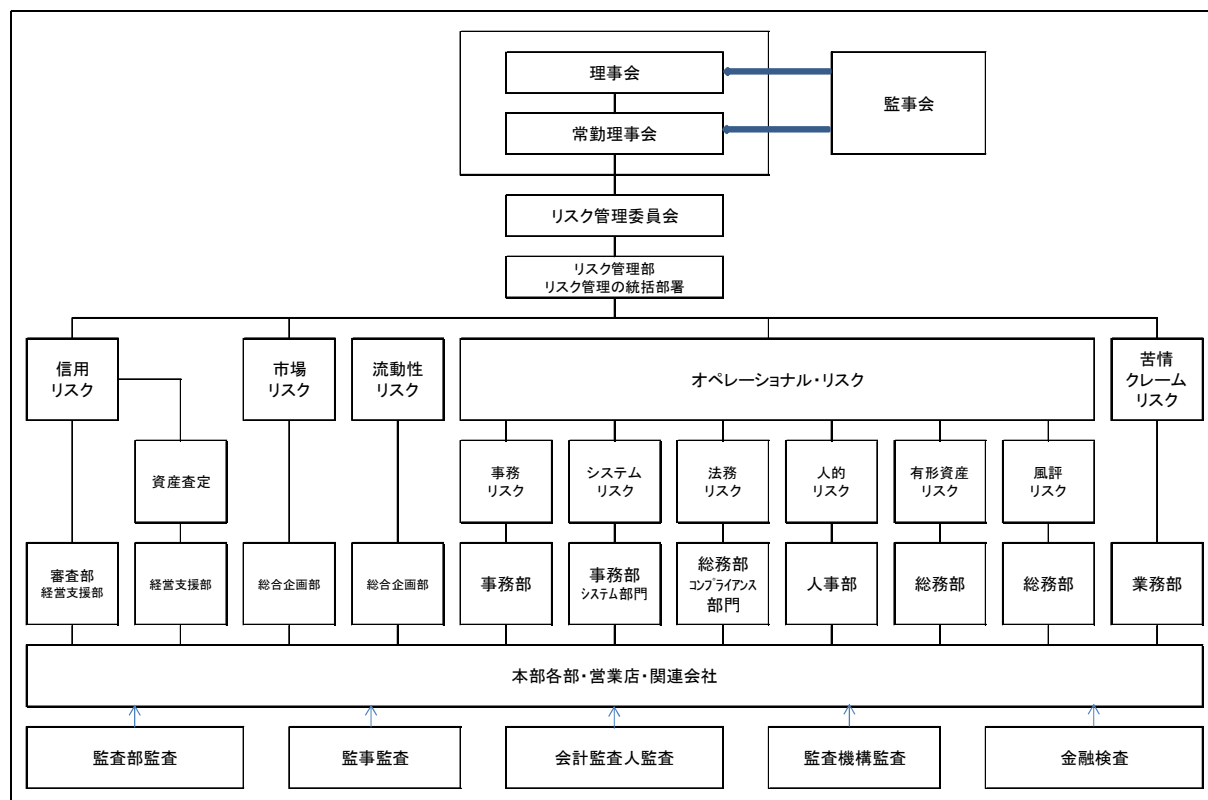 理事会
監事会
常勤理事会
リスク管理委員会
リスク管理部
リスク管理の統括部署
信用
リスク
市場
リスク
流動性
リスク
オペレーショナル・リスク
苦情
クレーム
リスク
資産査定
事務
リスク
システム
リスク
法務
リスク
人的
リスク
有形資産
リスク
風評
リスク
審査部
経営支援部
経営支援部
総合企画部
総合企画部
事務部
事務部
システム部門
総務部
コンプライアンス
部門
人事部
総務部
総務部
業務部
本部各部・営業店・関連会社
監査部監査
監事監査
会計監査人監査
監査機構監査
金融検査